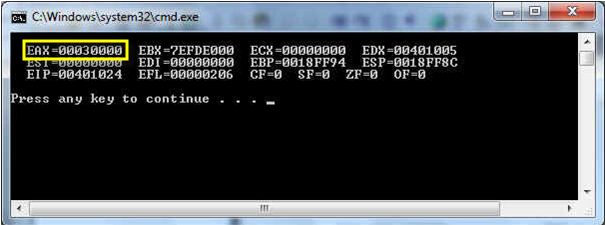 C:\Windows\system32\cmd.exe
EAX=00030000 EBX=7EFDE000 ECX=00000000 EDX=00401005
ESI=00000000 EDI=00000000 EBP=0018FF94 ESP=0018FF8C
EIP=00401024 EFL=00000206 CF=0 SF=0 ZF=0 OF=0
Press any key to continue . . . _